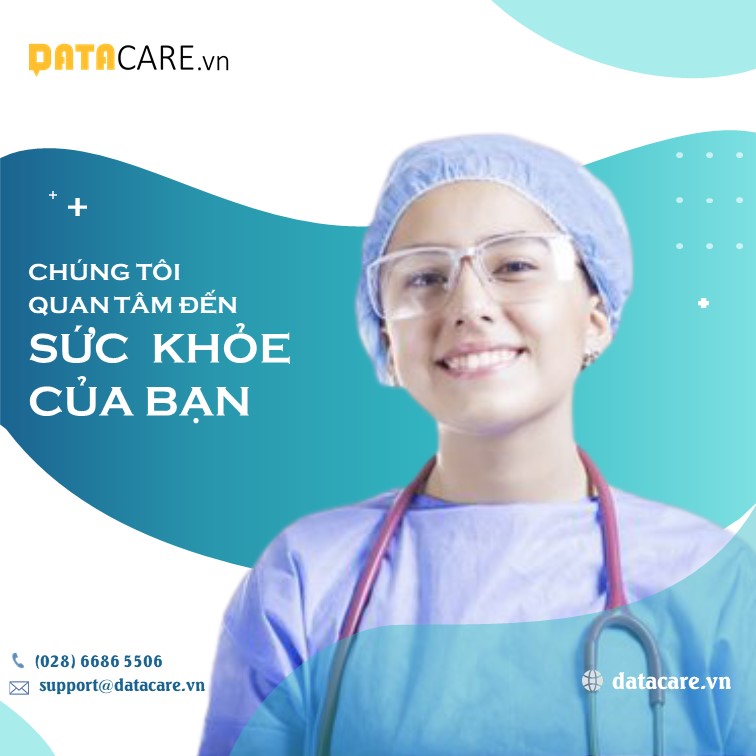 DATACARE.vn
CHÚNG TÔI
QUAN TÂM ĐẾN
SỨC KHỎE
CỦA BẠN
(028) 6686 5506
support@datacare.vn
datacare.vn